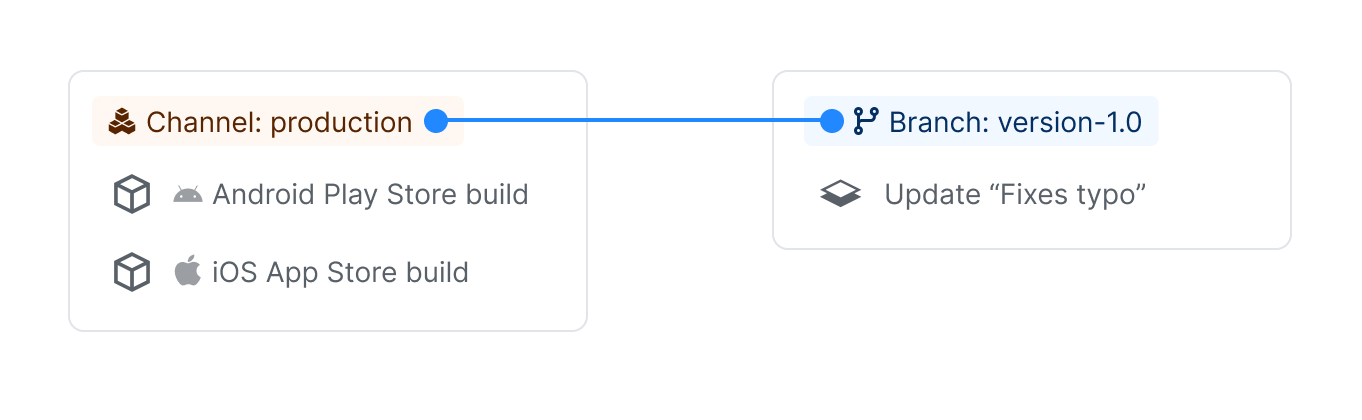 Channel: production
Android Play Store build
iOS App Store build
Branch: version-1.0
Update “Fixes typo”